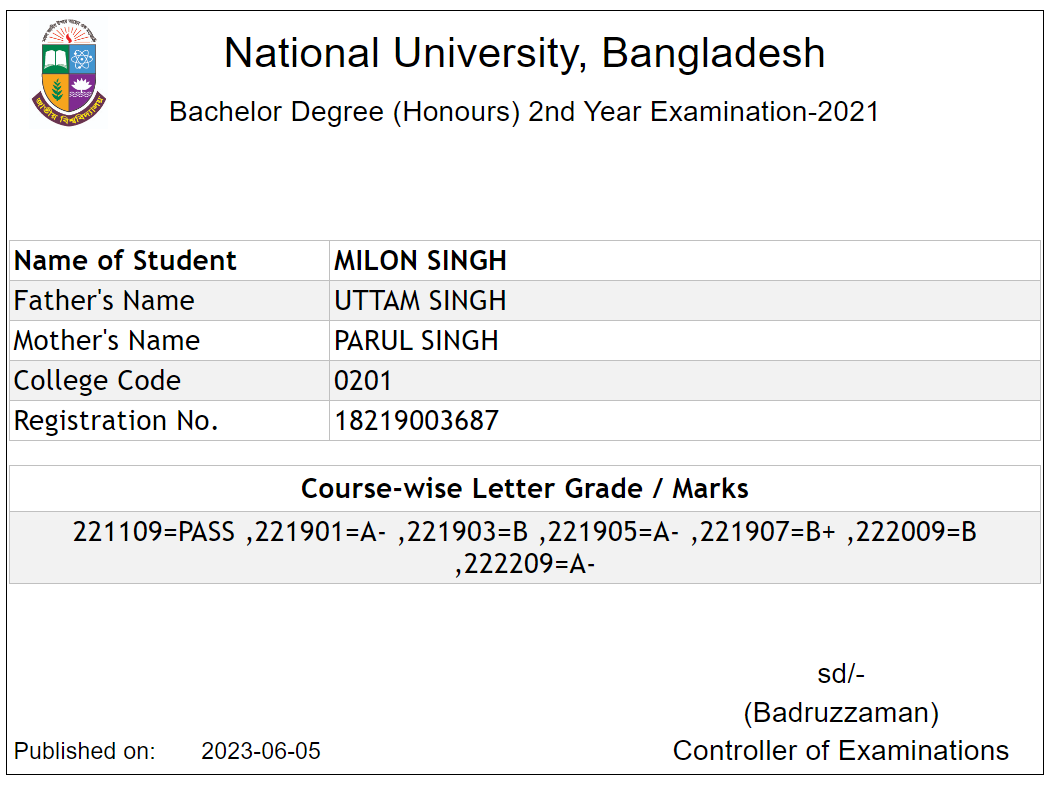 National University, Bangladesh
Bachelor Degree (Honours) 2nd Year Examination-2021
জাতীয় বিশ্ববিদ্যালয়
Name of Student MILON SINGH
Father's Name UTTAM SINGH
Mother's Name PARUL SINGH
College Code 0201
Registration No. 18219003687
Course-wise Letter Grade / Marks
221109=PASS ,221901=A- ,221903=B ,221905=A- ,221907=B+ ,222009=B
,222209=A-
sd/-
(Badruzzaman)
Published on: 2023-06-05 Controller of Examinations